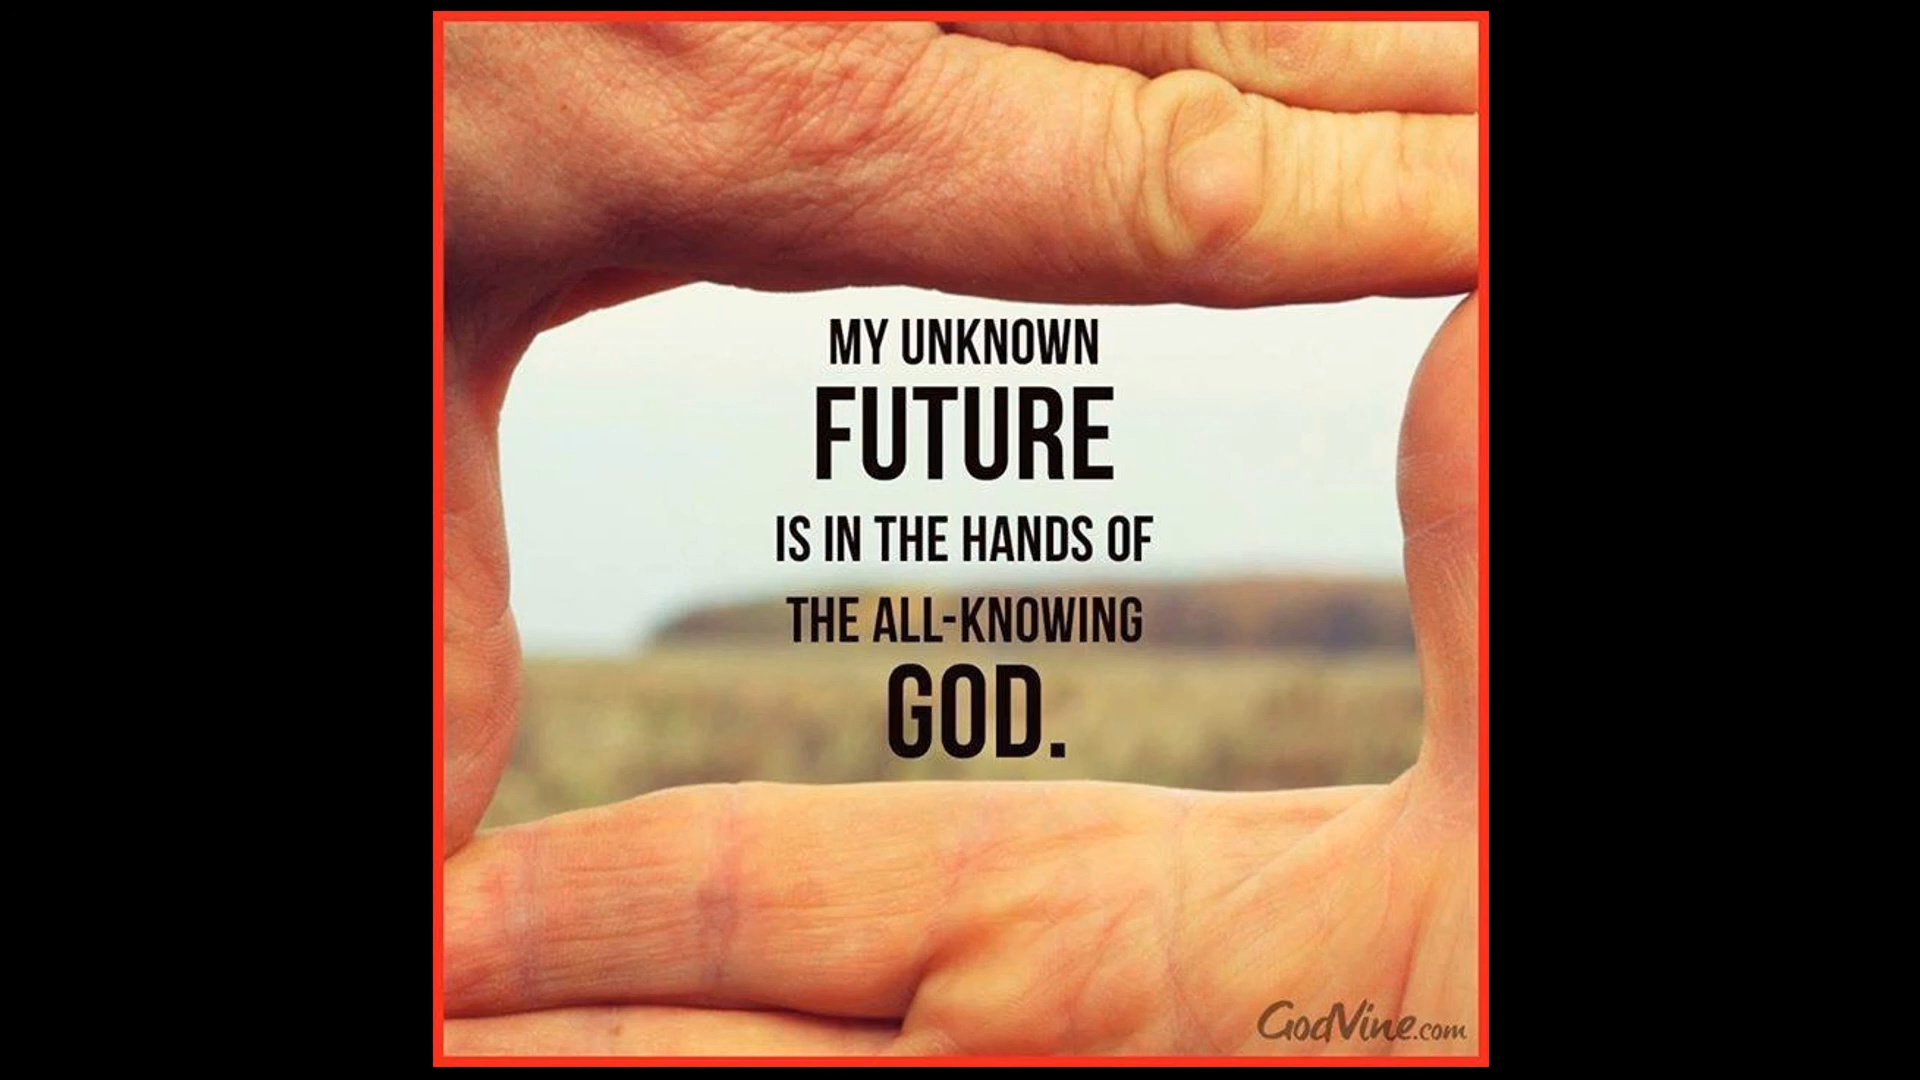 MY UNKNOWN
FUTURE
IS IN THE HANDS OF
THE ALL-KNOWING
GOD.
GodVine.com